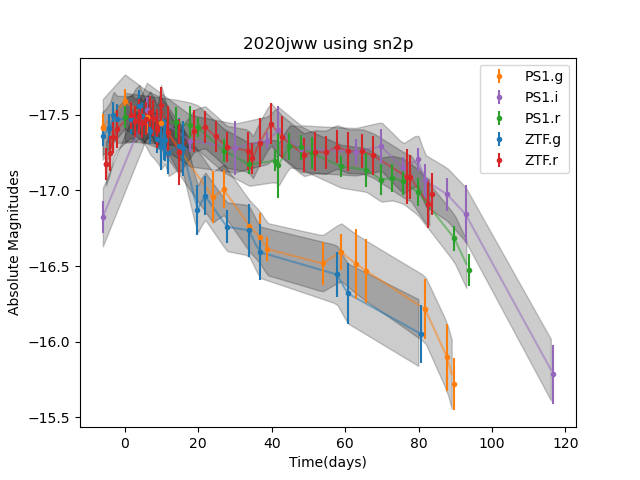 2020jww using sn2p
PS1.g
PS1.i
PS1.r
ZTF.g
ZTF.r
Absolute Magnitudes
−17.5
−17.0
−16.5
−16.0
−15.5
0
20
40
60
80
100
120
Time(days)